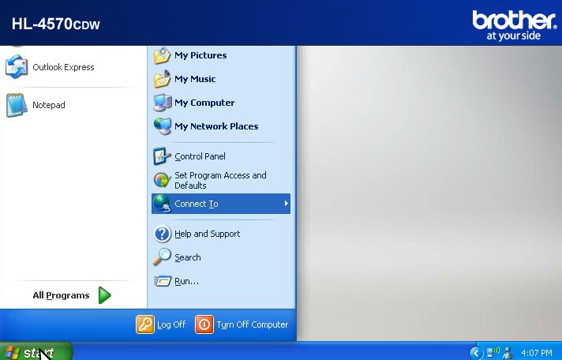 HL-4570CDW
brother
at your side
My Pictures
Outlook Express
My Music
My Computer
Notepad
My Network Places
Control Panel
Set Program Access and
Defaults
Connect To
Help and Support
Search
Run...
All Programs
Log Off
Turn Off Computer
start
4:07 PM